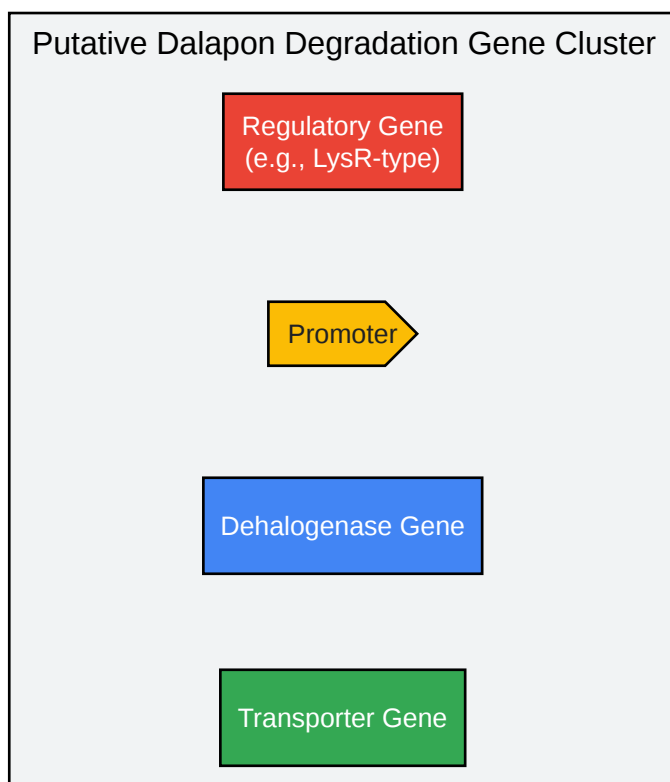 Putative Dalapon Degradation Gene Cluster
Regulatory Gene
(e.g., LysR-type)
Promoter
Dehalogenase Gene
Transporter Gene